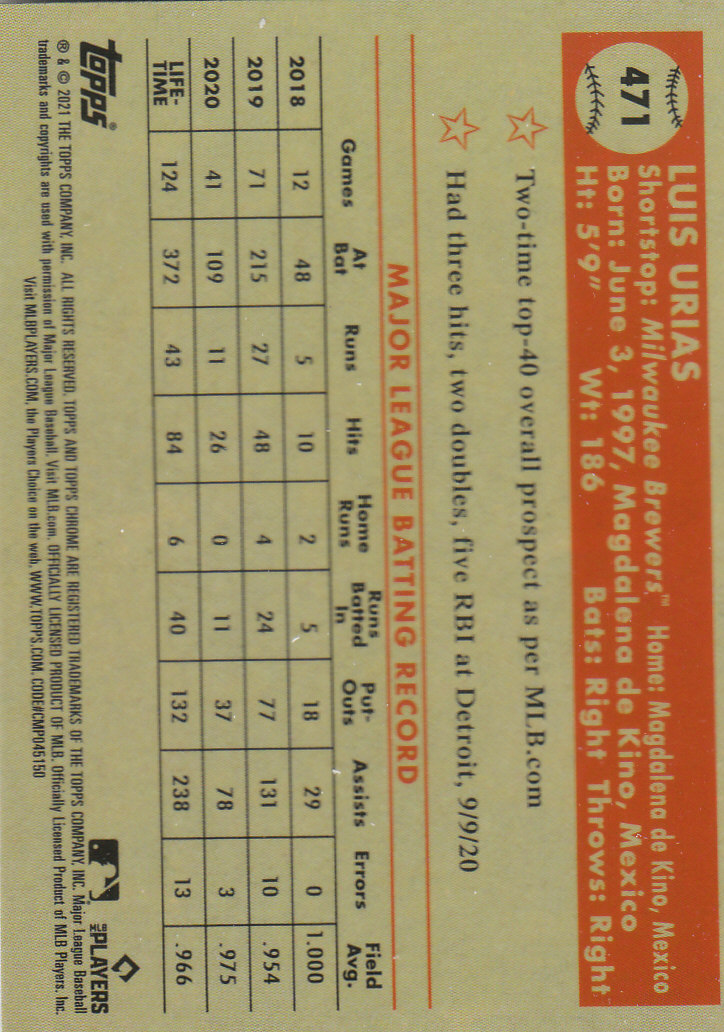 471
LUIS URIAS
Shortstop: Milwaukee Brewers™ Home: Magdalena de Kino, Mexico
Born: June 3, 1997, Magdalena de Kino, Mexico
Ht: 5'9" Wt: 186 Bats: Right Throws: Right
Two-time top-40 overall prospect as per MLB.com
Had three hits, two doubles, five RBI at Detroit, 9/9/20
MAJOR LEAGUE BATTING RECORD
Games At Bat Runs Hits Home Runs Runs Batted In Put-Outs Assists Errors Field Avg.
2018 12 48 5 10 2 5 18 29 0 1.000
2019 71 215 27 48 4 24 77 131 10 .954
2020 41 109 11 26 0 11 37 78 3 .975
LIFE-TIME 124 372 43 84 6 40 132 238 13 .966
topps®
MLB PLAYERS
® & © 2021 THE TOPPS COMPANY, INC. ALL RIGHTS RESERVED. TOPPS AND TOPPS CHROME ARE REGISTERED TRADEMARKS OF THE TOPPS COMPANY, INC. Major League Baseball
trademarks and copyrights are used with permission of Major League Baseball. Visit MLB.com. OFFICIALLY LICENSED PRODUCT OF MLB. Officially Licensed Product of MLB Players, Inc.
Visit MLBPLAYERS.COM, the Players Choice on the web. WWW.TOPPS.COM. CODE#CMP045150